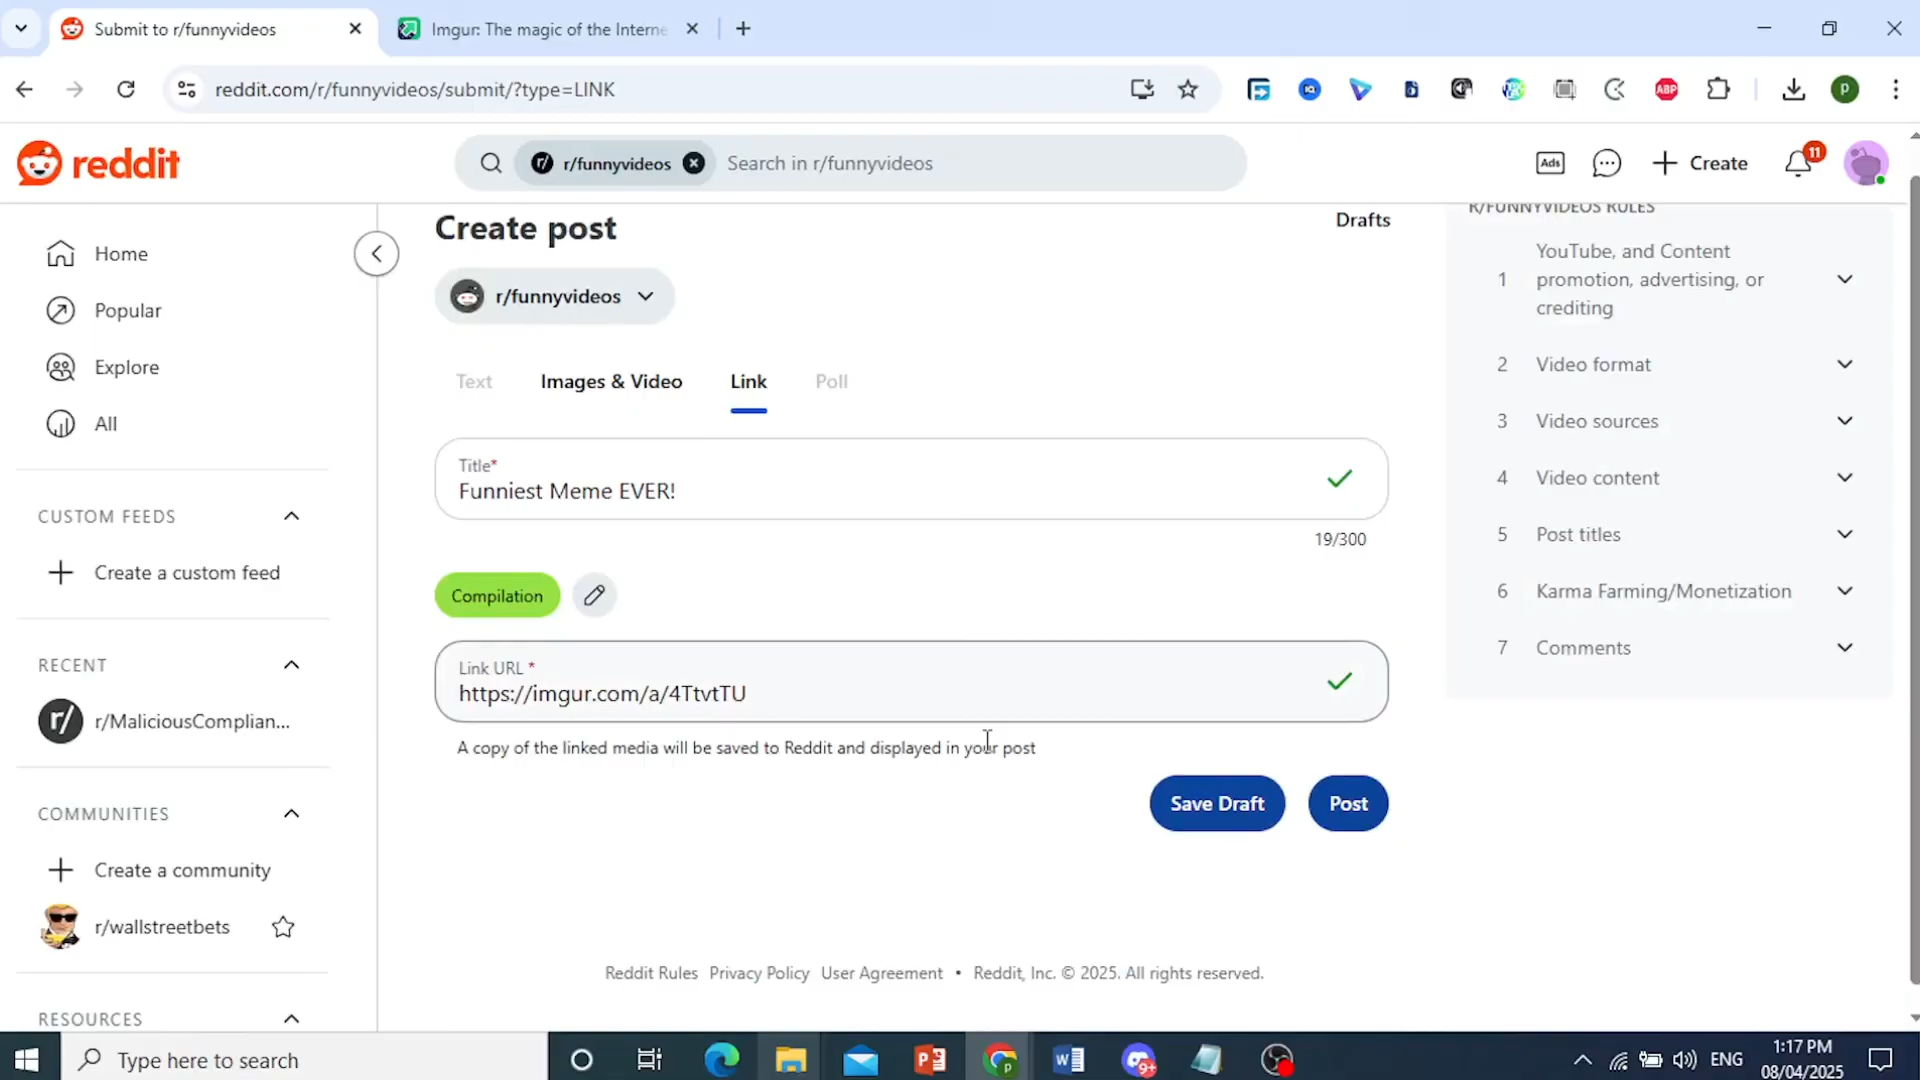 Submit to r/funnyvideos
Imgur: The magic of the Interne
reddit.com/r/funnyvideos/submit/?type=LINK
ABP
P
reddit
r/funnyvideos
Search in r/funnyvideos
Ads
Create
11
Home
Popular
Explore
All
CUSTOM FEEDS
Create a custom feed
RECENT
r/MaliciousComplian...
COMMUNITIES
Create a community
r/wallstreetbets
RESOURCES
Create post
Drafts
r/funnyvideos
Text
Images & Video
Link
Poll
Title*
Funniest Meme EVER!
19/300
Compilation
Link URL *
https://imgur.com/a/4TtvtTU
A copy of the linked media will be saved to Reddit and displayed in your post
Save Draft
Post
R/FUNNYVIDEOS RULES
1 YouTube, and Content
promotion, advertising, or
crediting
2 Video format
3 Video sources
4 Video content
5 Post titles
6 Karma Farming/Monetization
7 Comments
Reddit Rules Privacy Policy User Agreement • Reddit, Inc. © 2025. All rights reserved.
Type here to search
9+
ENG
1:17 PM
08/04/2025